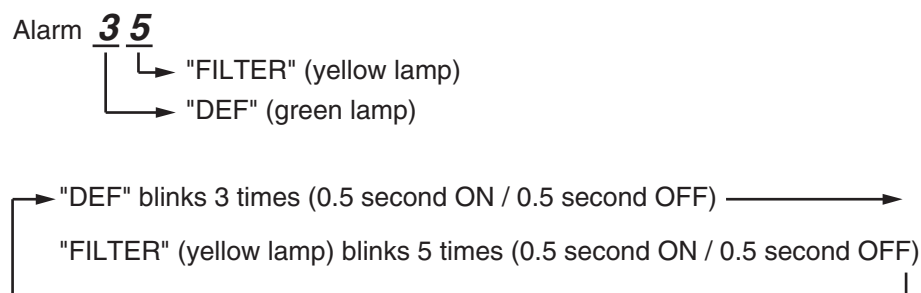 Alarm 3 5
"FILTER" (yellow lamp)
"DEF" (green lamp)
"DEF" blinks 3 times (0.5 second ON / 0.5 second OFF)
"FILTER" (yellow lamp) blinks 5 times (0.5 second ON / 0.5 second OFF)